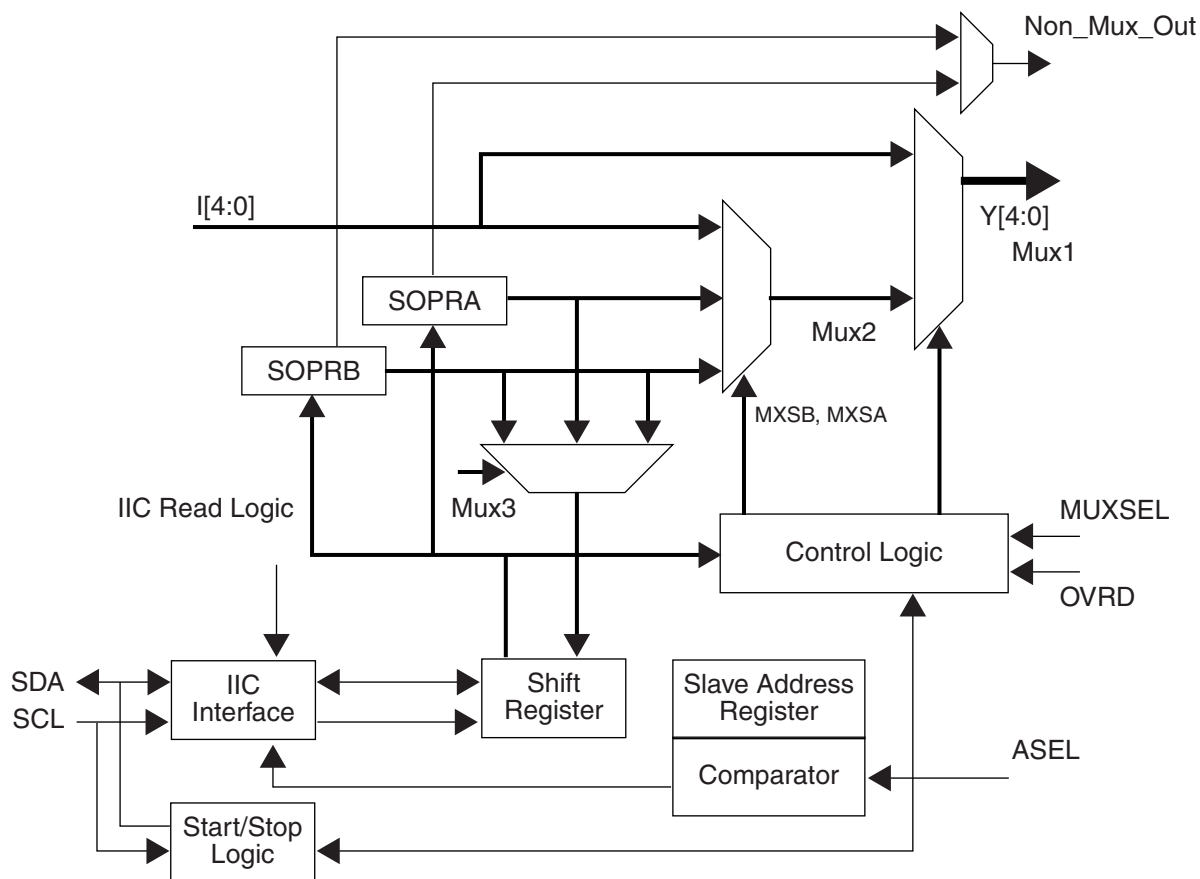 Non_Mux_Out
I[4:0]
Y[4:0]
Mux1
SOPRA
Mux2
SOPRB
MXSB, MXSA
IIC Read Logic
Mux3
MUXSEL
Control Logic
OVRD
SDA
SCL
IIC
Interface
Shift
Register
Slave Address
Register
Comparator
ASEL
Start/Stop
Logic